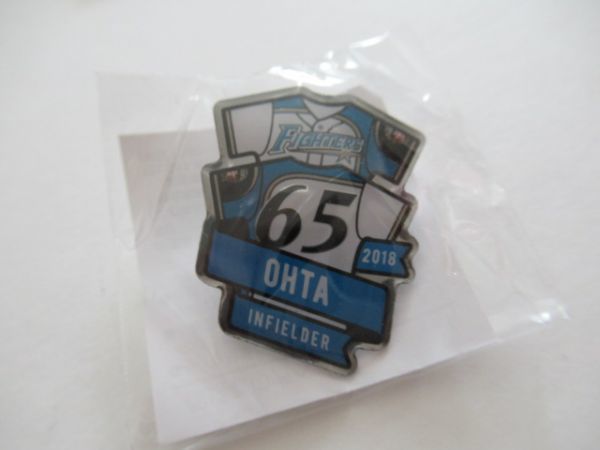 FIGHTERS
65
2018
OHTA
INFIELDER